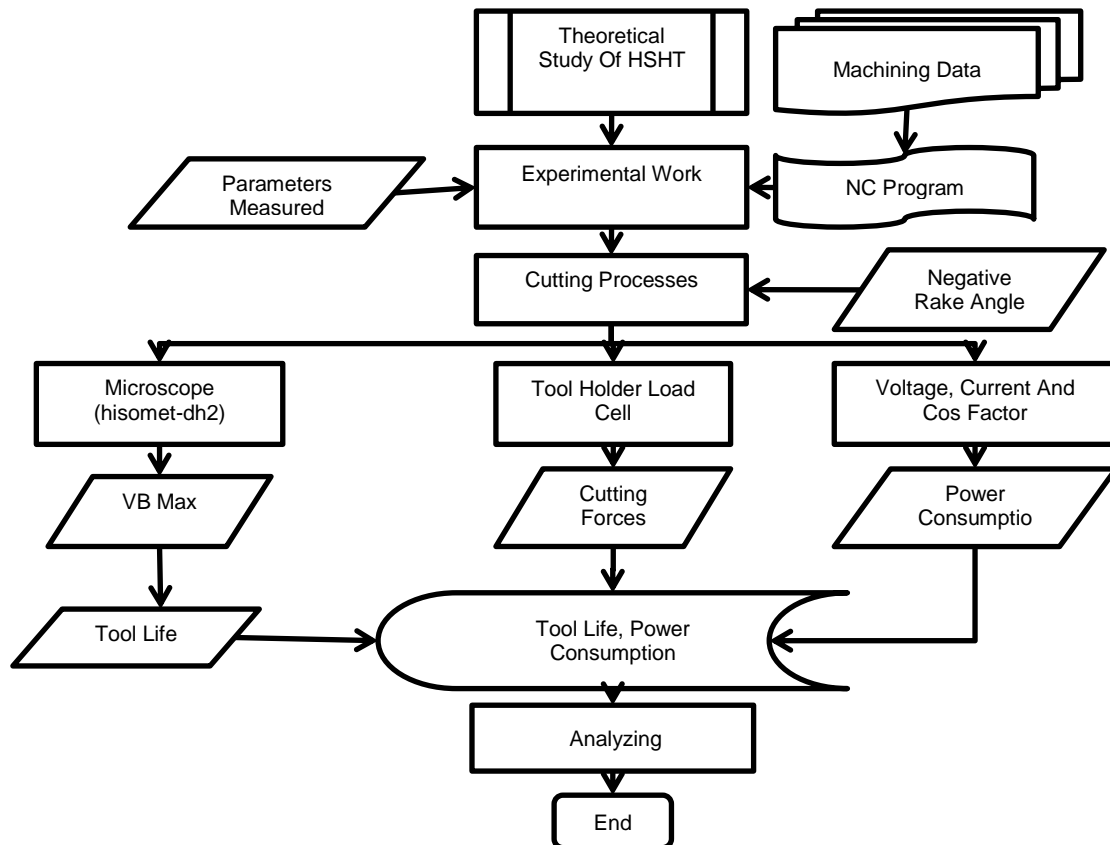 Theoretical
Study Of HSHT
Machining Data
Experimental Work
Parameters
Measured
NC Program
Cutting Processes
Negative
Rake Angle
Microscope
(hisomet-dh2)
Tool Holder Load
Cell
Voltage, Current And
Cos Factor
VB Max
Cutting
Forces
Power
Consumptio
Tool Life
Tool Life, Power
Consumption
Analyzing
End